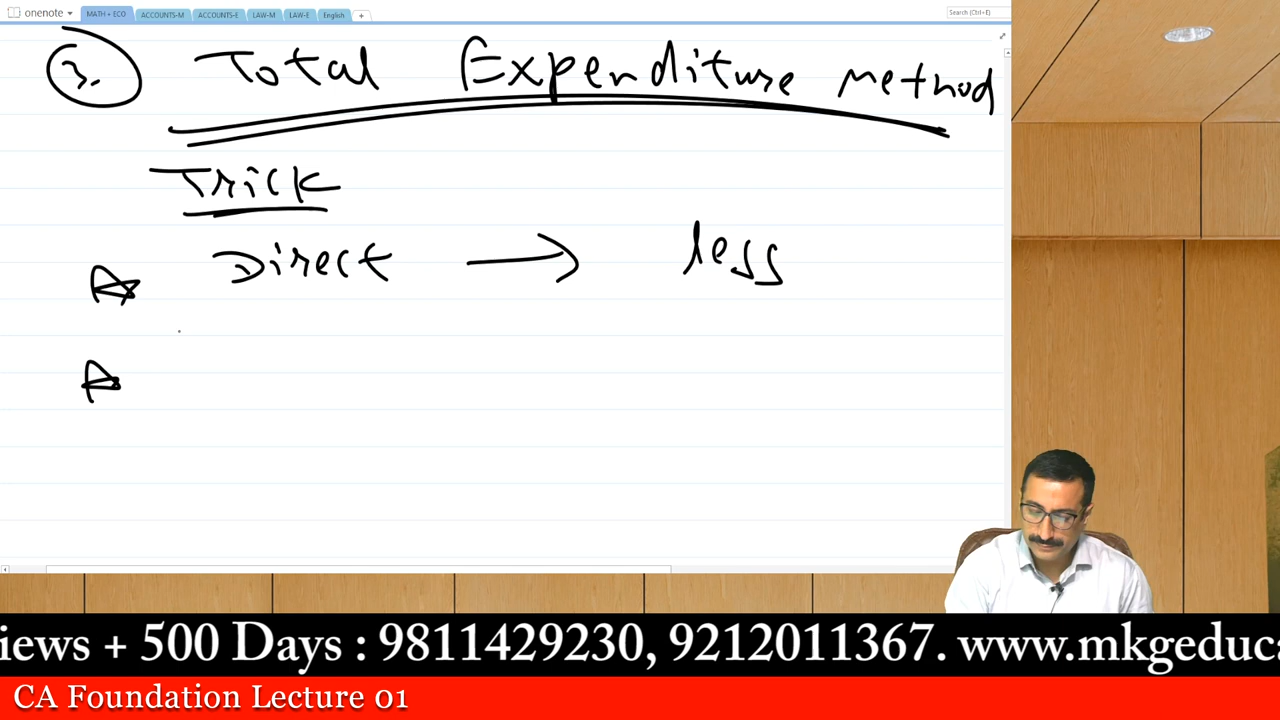 onenote MATH + ECO ACCOUNTS-M ACCOUNTS-E LAW-M LAW-E English + Search (Ctrl+E)
3. Total Expenditure method
Trick
Direct → less
iews + 500 Days : 9811429230, 9212011367. www.mkgeduca
CA Foundation Lecture 01